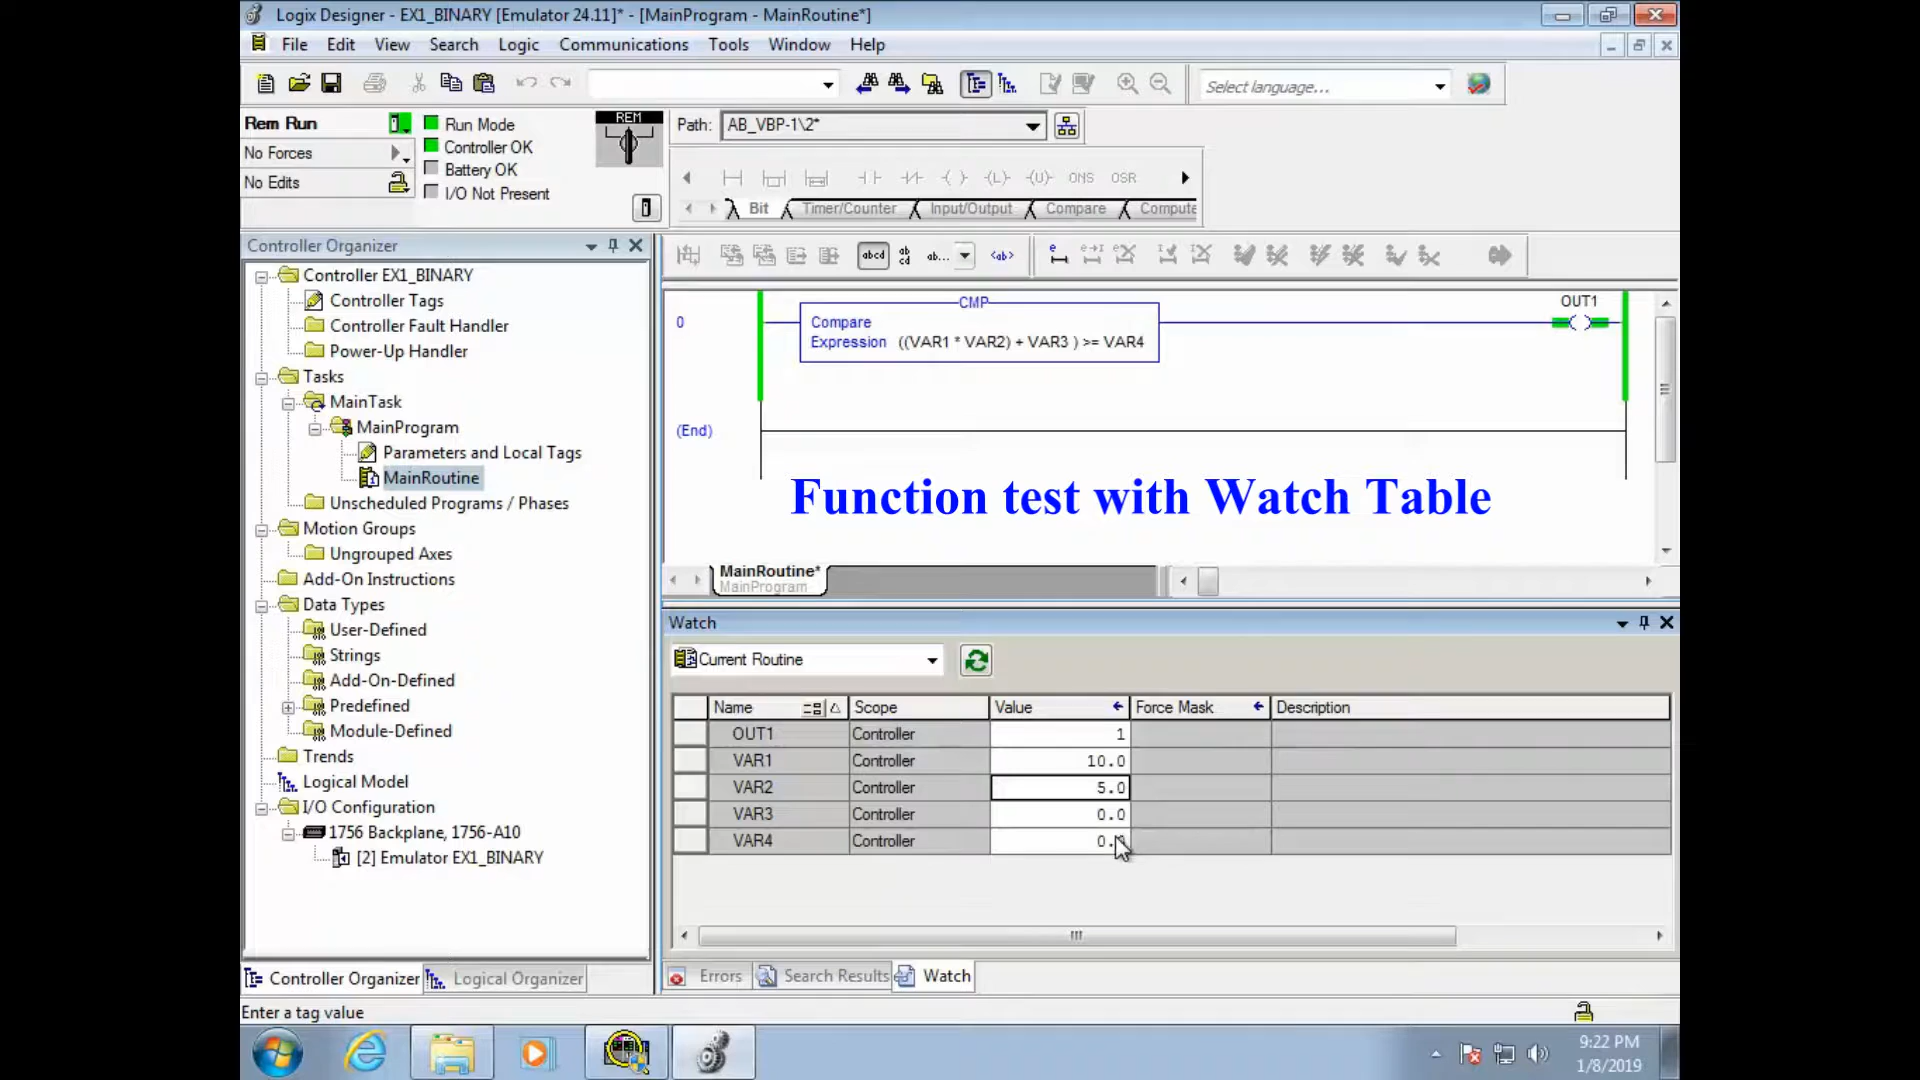 Logix Designer - EX1_BINARY [Emulator 24.11]* - [MainProgram - MainRoutine*]
File Edit View Search Logic Communications Tools Window Help
Select language...
Rem Run
No Forces
No Edits
Run Mode
Controller OK
Battery OK
I/O Not Present
REM
Path: AB_VBP-1\2*
ONS OSR
Bit Timer/Counter Input/Output Compare Compute
Controller Organizer
Controller EX1_BINARY
Controller Tags
Controller Fault Handler
Power-Up Handler
Tasks
MainTask
MainProgram
Parameters and Local Tags
MainRoutine
Unscheduled Programs / Phases
Motion Groups
Ungrouped Axes
Add-On Instructions
Data Types
User-Defined
Strings
Add-On-Defined
Predefined
Module-Defined
Trends
Logical Model
I/O Configuration
1756 Backplane, 1756-A10
[2] Emulator EX1_BINARY
Controller Organizer Logical Organizer
abcd ab cd ab... <ab>
0
CMP
Compare
Expression ((VAR1 * VAR2) + VAR3 ) >= VAR4
OUT1
(End)
Function test with Watch Table
MainRoutine*
MainProgram
Watch
Current Routine
Name Scope Value Force Mask Description
OUT1 Controller 1
VAR1 Controller 10.0
VAR2 Controller 5.0
VAR3 Controller 0.0
VAR4 Controller 0.0
Errors Search Results Watch
Enter a tag value
9:22 PM
1/8/2019